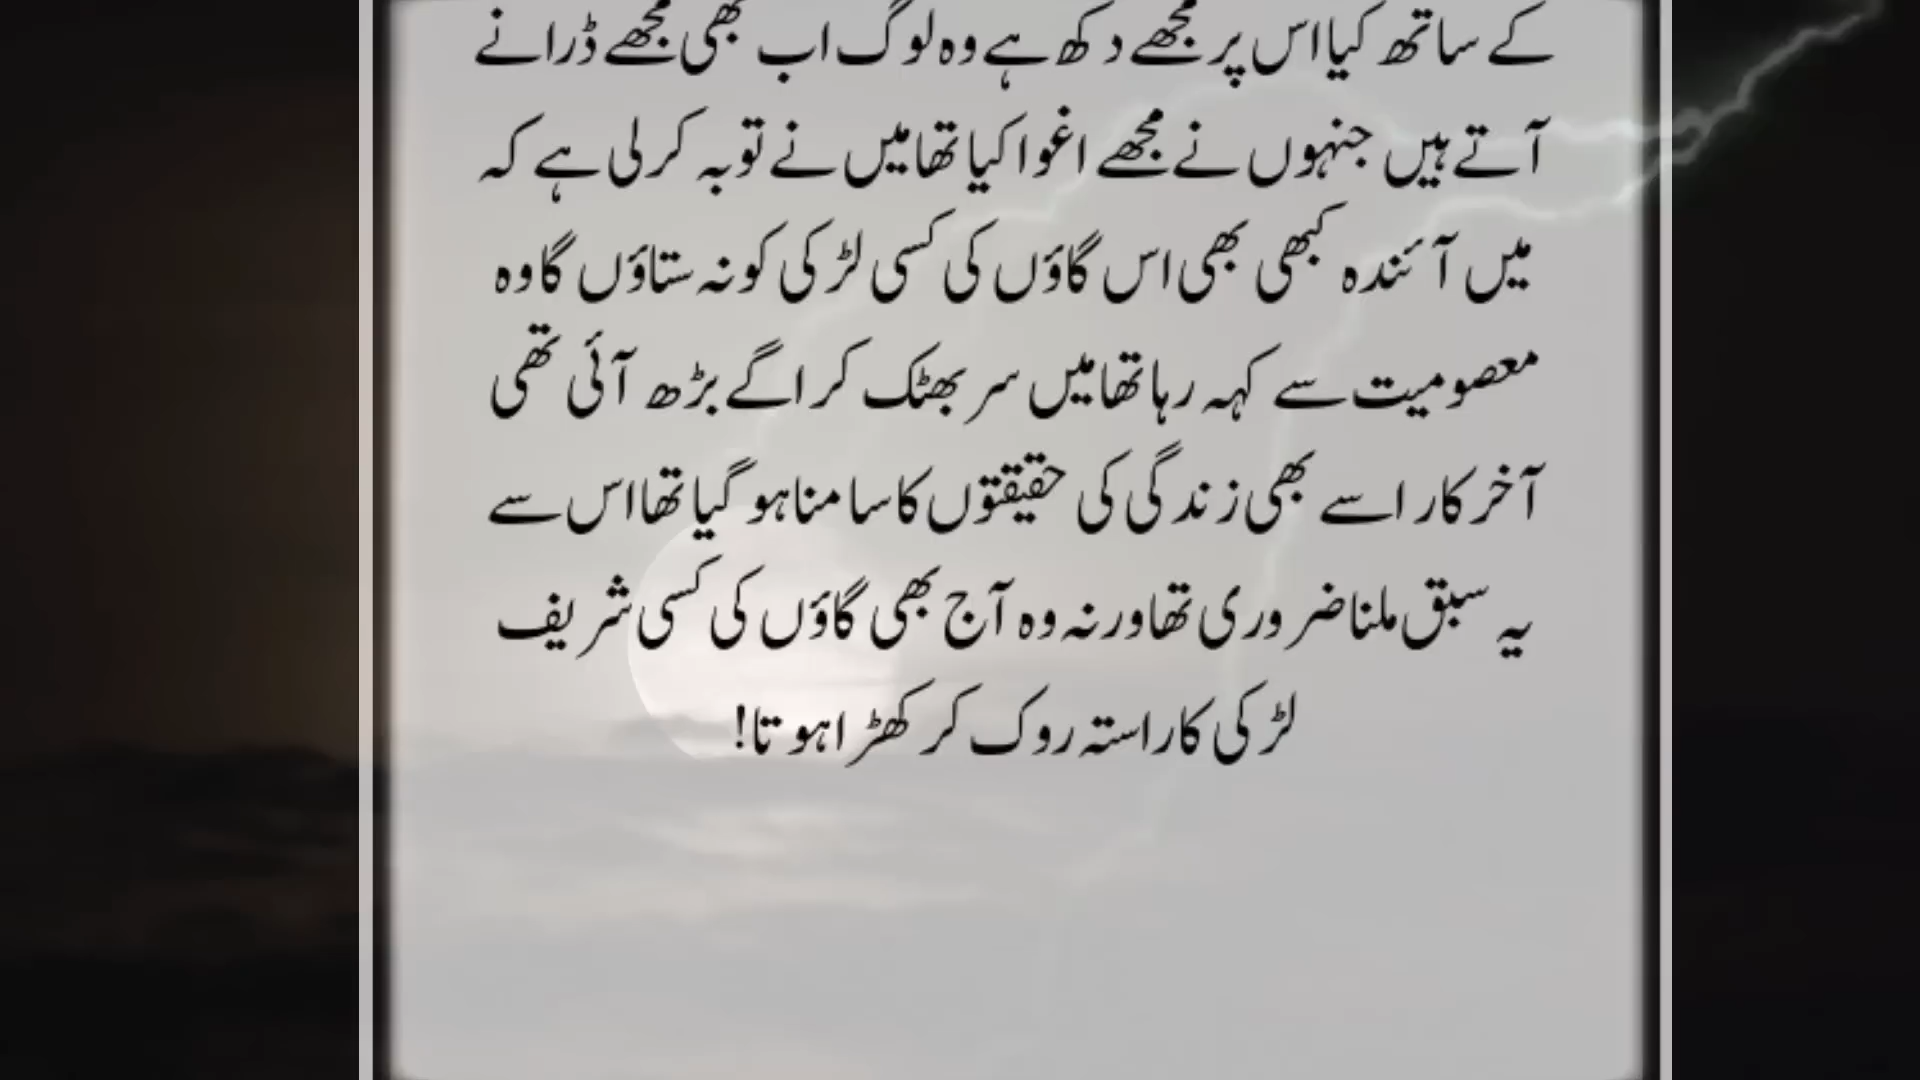 کے ساتھ کیا اس پر مجھے دکھ ہے وہ لوگ اب بھی مجھے ڈرانے
آتے ہیں جنہوں نے مجھے اغوا کیا تھا میں نے توبہ کر لی ہے کہ
میں آئندہ کبھی بھی اس گاؤں کی کسی لڑکی کو نہ ستاؤں گا وہ
معصومیت سے کہہ رہا تھا میں سر بھٹک کر اگے بڑھ آئی تھی
آخر کار اسے بھی زندگی کی حقیقتوں کا سامنا ہو گیا تھا اس سے
یہ سبق ملنا ضروری تھا ورنہ وہ آج بھی گاؤں کی کسی شریف
لڑکی کا راستہ روک کر کھڑا ہوتا!